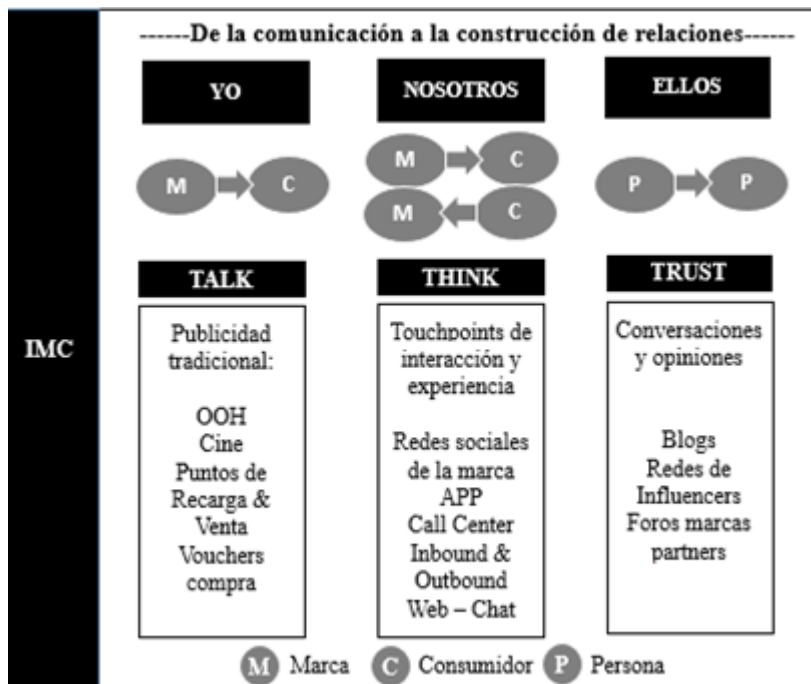 ------De la comunicación a la construcción de relaciones------
YO
NOSOTROS
ELLOS
M C
M C
M C
P P
TALK
THINK
TRUST
IMC
Publicidad
tradicional:
OOH
Cine
Puntos de
Recarga &
Venta
Vouchers
compra
Touchpoints de
interacción y
experiencia
Redes sociales
de la marca
APP
Call Center
Inbound &
Outbound
Web – Chat
Conversaciones
y opiniones
Blogs
Redes de
Influencers
Foros marcas
partners
M Marca C Consumidor P Persona